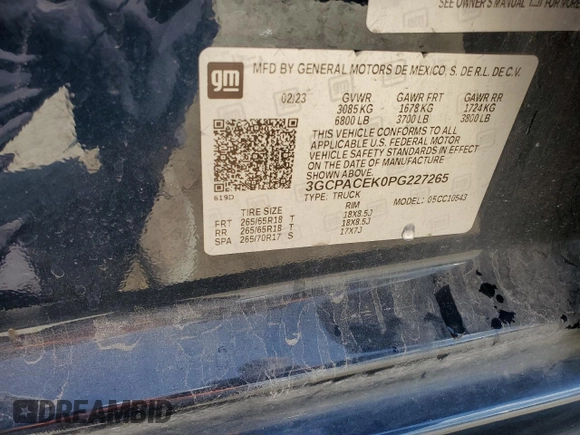 SEE OWNER'S MANUAL
gm
MFD BY GENERAL MOTORS DE MEXICO, S. DE R.L. DE C.V.
02/23 GVWR GAWR FRT GAWR RR
3085 KG 1678 KG 1724 KG
6800 LB 3700 LB 3800 LB
THIS VEHICLE CONFORMS TO ALL
APPLICABLE U.S. FEDERAL MOTOR
VEHICLE SAFETY STANDARDS IN
EFFECT ON THE DATE OF MANUFACTURE
SHOWN ABOVE.
3GCPACEK0PG227265
TYPE: TRUCK MODEL: 05CC10543
619D
TIRE SIZE RIM
FRT 265/65R18 T 18X8.5J
RR 265/65R18 T 18X8.5J
SPA 265/70R17 S 17X7J
DREAMBID